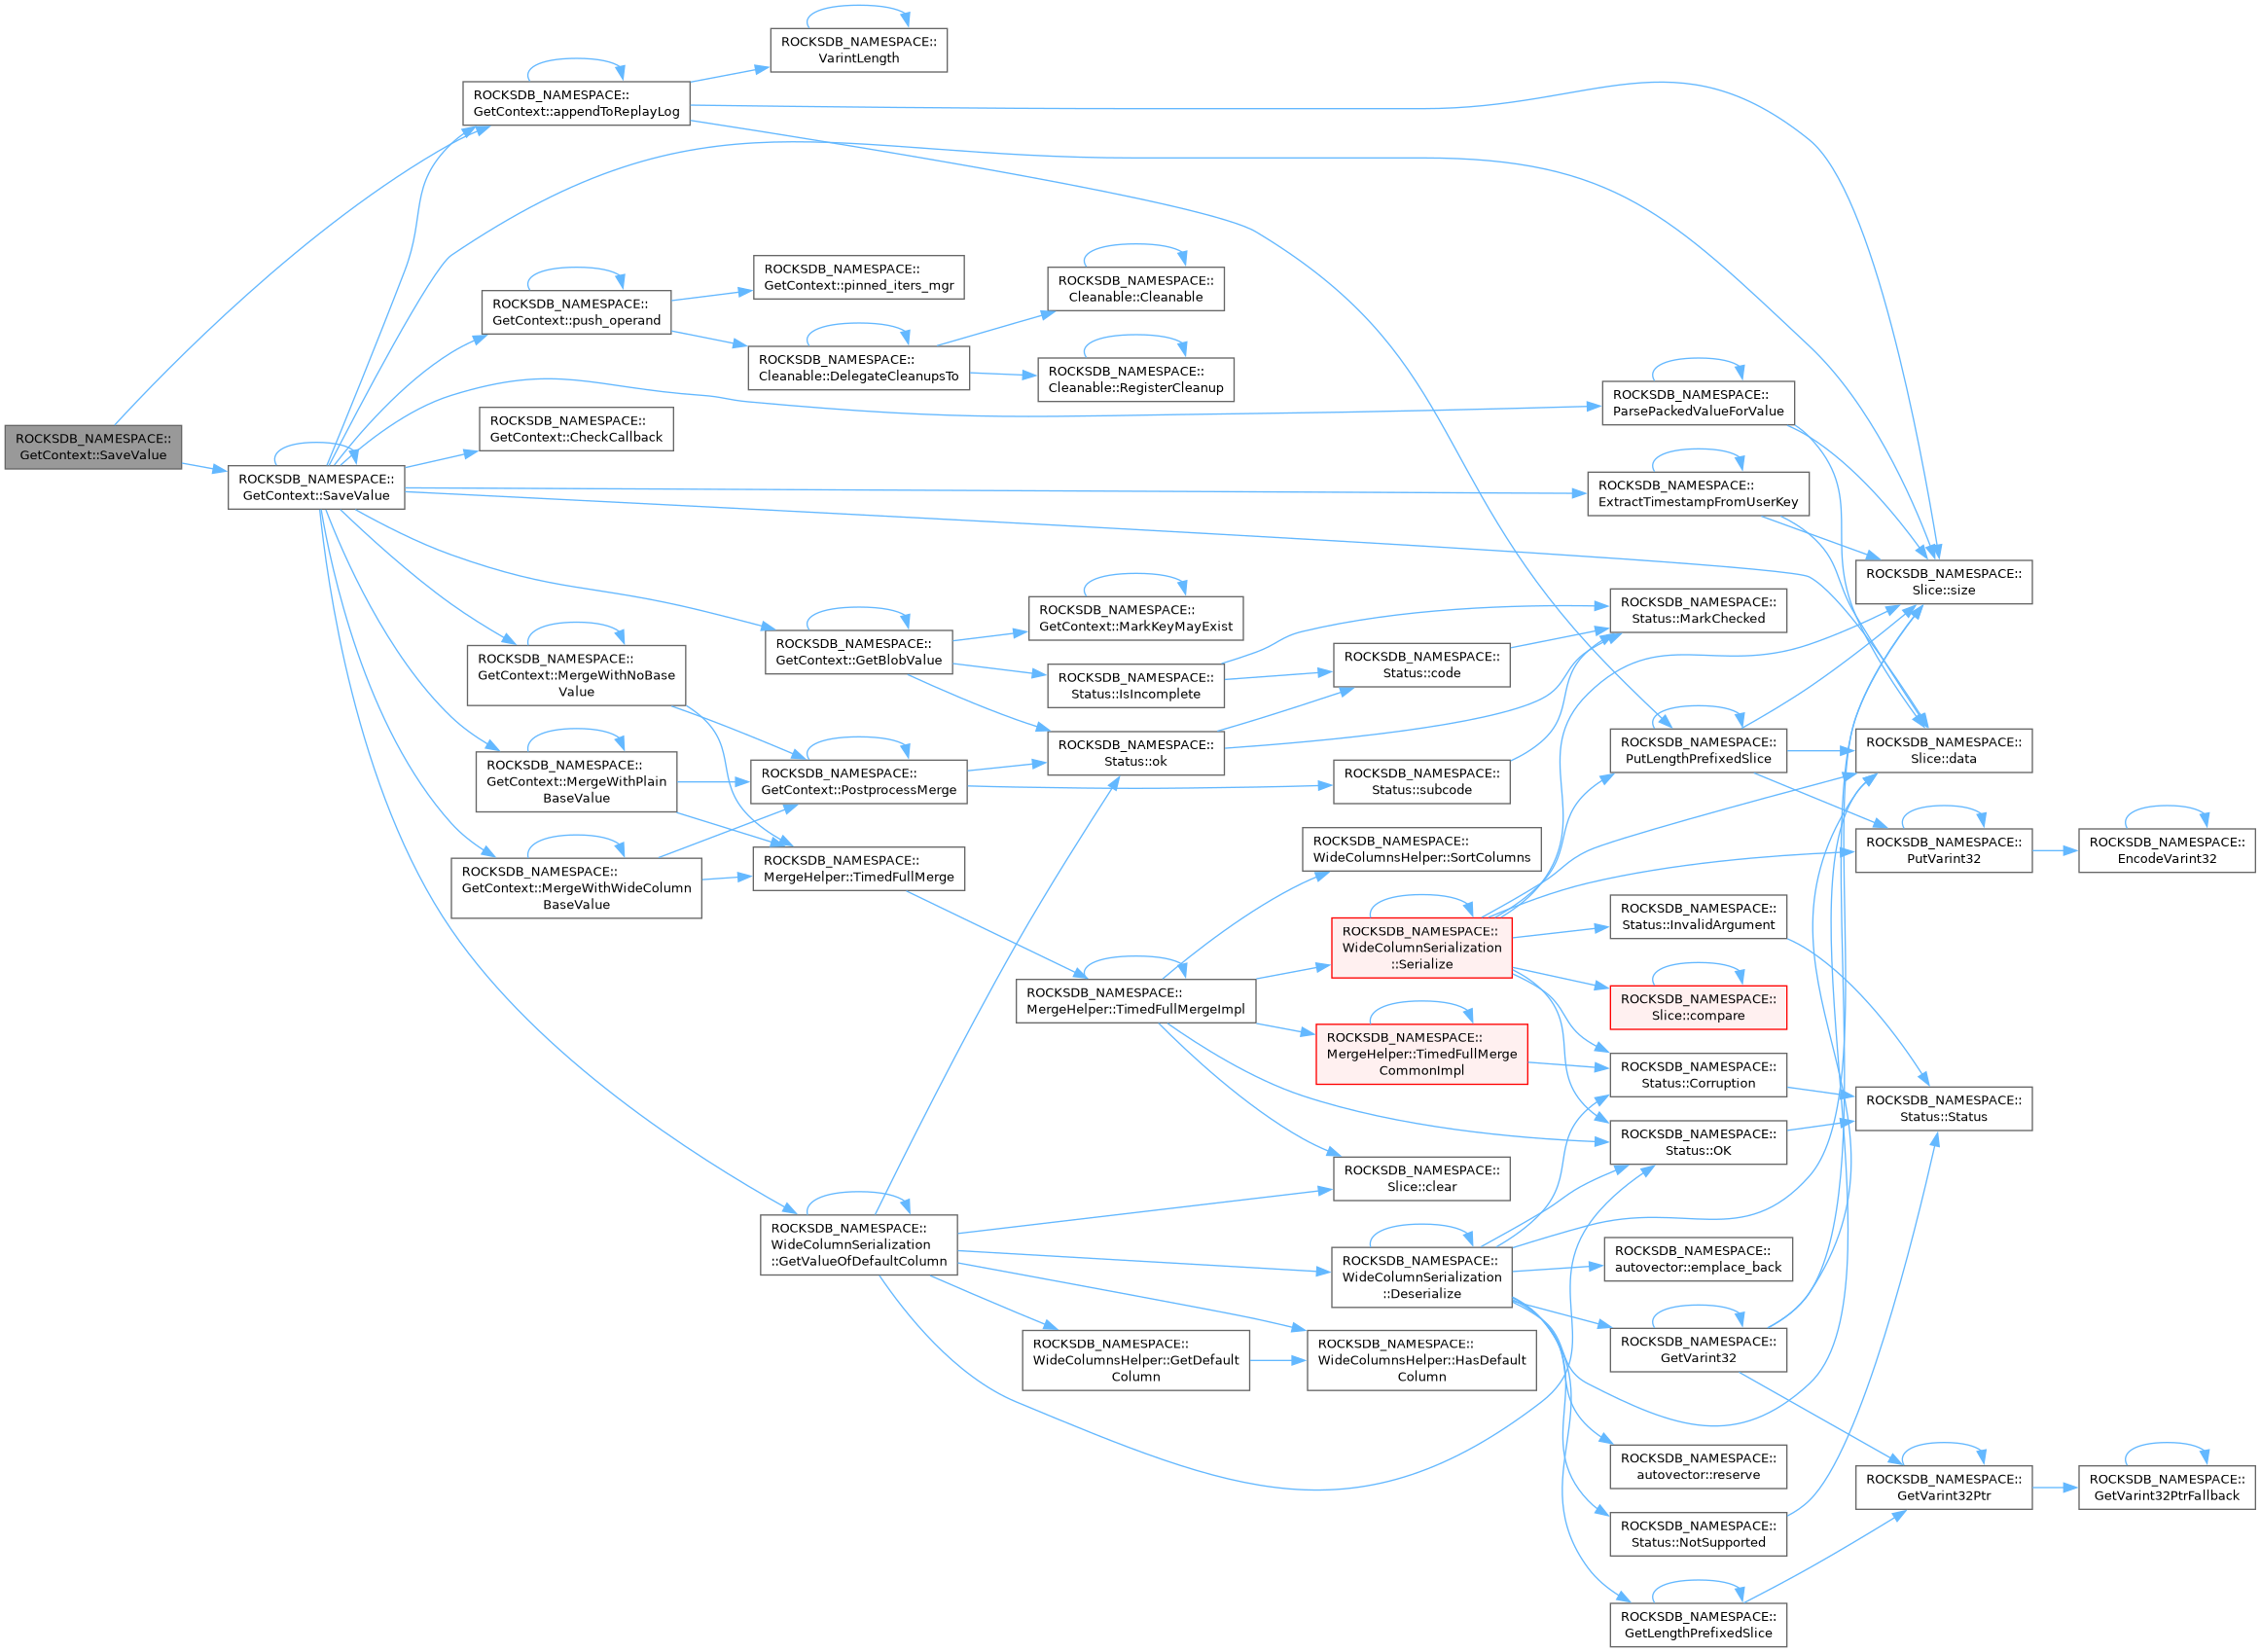 ROCKSDB_NAMESPACE::
GetContext::SaveValue
ROCKSDB_NAMESPACE::
GetContext::SaveValue
ROCKSDB_NAMESPACE::
GetContext::appendToReplayLog
ROCKSDB_NAMESPACE::
VarintLength
ROCKSDB_NAMESPACE::
GetContext::push_operand
ROCKSDB_NAMESPACE::
GetContext::pinned_iters_mgr
ROCKSDB_NAMESPACE::
Cleanable::DelegateCleanupsTo
ROCKSDB_NAMESPACE::
Cleanable::Cleanable
ROCKSDB_NAMESPACE::
Cleanable::RegisterCleanup
ROCKSDB_NAMESPACE::
GetContext::CheckCallback
ROCKSDB_NAMESPACE::
ParsePackedValueForValue
ROCKSDB_NAMESPACE::
ExtractTimestampFromUserKey
ROCKSDB_NAMESPACE::
Slice::size
ROCKSDB_NAMESPACE::
GetContext::GetBlobValue
ROCKSDB_NAMESPACE::
GetContext::MarkKeyMayExist
ROCKSDB_NAMESPACE::
Status::IsIncomplete
ROCKSDB_NAMESPACE::
Status::code
ROCKSDB_NAMESPACE::
Status::MarkChecked
ROCKSDB_NAMESPACE::
GetContext::MergeWithNoBase
Value
ROCKSDB_NAMESPACE::
GetContext::MergeWithPlain
BaseValue
ROCKSDB_NAMESPACE::
GetContext::MergeWithWideColumn
BaseValue
ROCKSDB_NAMESPACE::
GetContext::PostprocessMerge
ROCKSDB_NAMESPACE::
Status::ok
ROCKSDB_NAMESPACE::
Status::subcode
ROCKSDB_NAMESPACE::
PutLengthPrefixedSlice
ROCKSDB_NAMESPACE::
Slice::data
ROCKSDB_NAMESPACE::
PutVarint32
ROCKSDB_NAMESPACE::
EncodeVarint32
ROCKSDB_NAMESPACE::
MergeHelper::TimedFullMerge
ROCKSDB_NAMESPACE::
WideColumnsHelper::SortColumns
ROCKSDB_NAMESPACE::
WideColumnSerialization
::Serialize
ROCKSDB_NAMESPACE::
Status::InvalidArgument
ROCKSDB_NAMESPACE::
MergeHelper::TimedFullMergeImpl
ROCKSDB_NAMESPACE::
Slice::compare
ROCKSDB_NAMESPACE::
MergeHelper::TimedFullMerge
CommonImpl
ROCKSDB_NAMESPACE::
Status::Corruption
ROCKSDB_NAMESPACE::
Status::Status
ROCKSDB_NAMESPACE::
Status::OK
ROCKSDB_NAMESPACE::
Slice::clear
ROCKSDB_NAMESPACE::
WideColumnSerialization
::GetValueOfDefaultColumn
ROCKSDB_NAMESPACE::
WideColumnSerialization
::Deserialize
ROCKSDB_NAMESPACE::
autovector::emplace_back
ROCKSDB_NAMESPACE::
WideColumnsHelper::GetDefault
Column
ROCKSDB_NAMESPACE::
WideColumnsHelper::HasDefault
Column
ROCKSDB_NAMESPACE::
GetVarint32
ROCKSDB_NAMESPACE::
autovector::reserve
ROCKSDB_NAMESPACE::
GetVarint32Ptr
ROCKSDB_NAMESPACE::
GetVarint32PtrFallback
ROCKSDB_NAMESPACE::
Status::NotSupported
ROCKSDB_NAMESPACE::
GetLengthPrefixedSlice